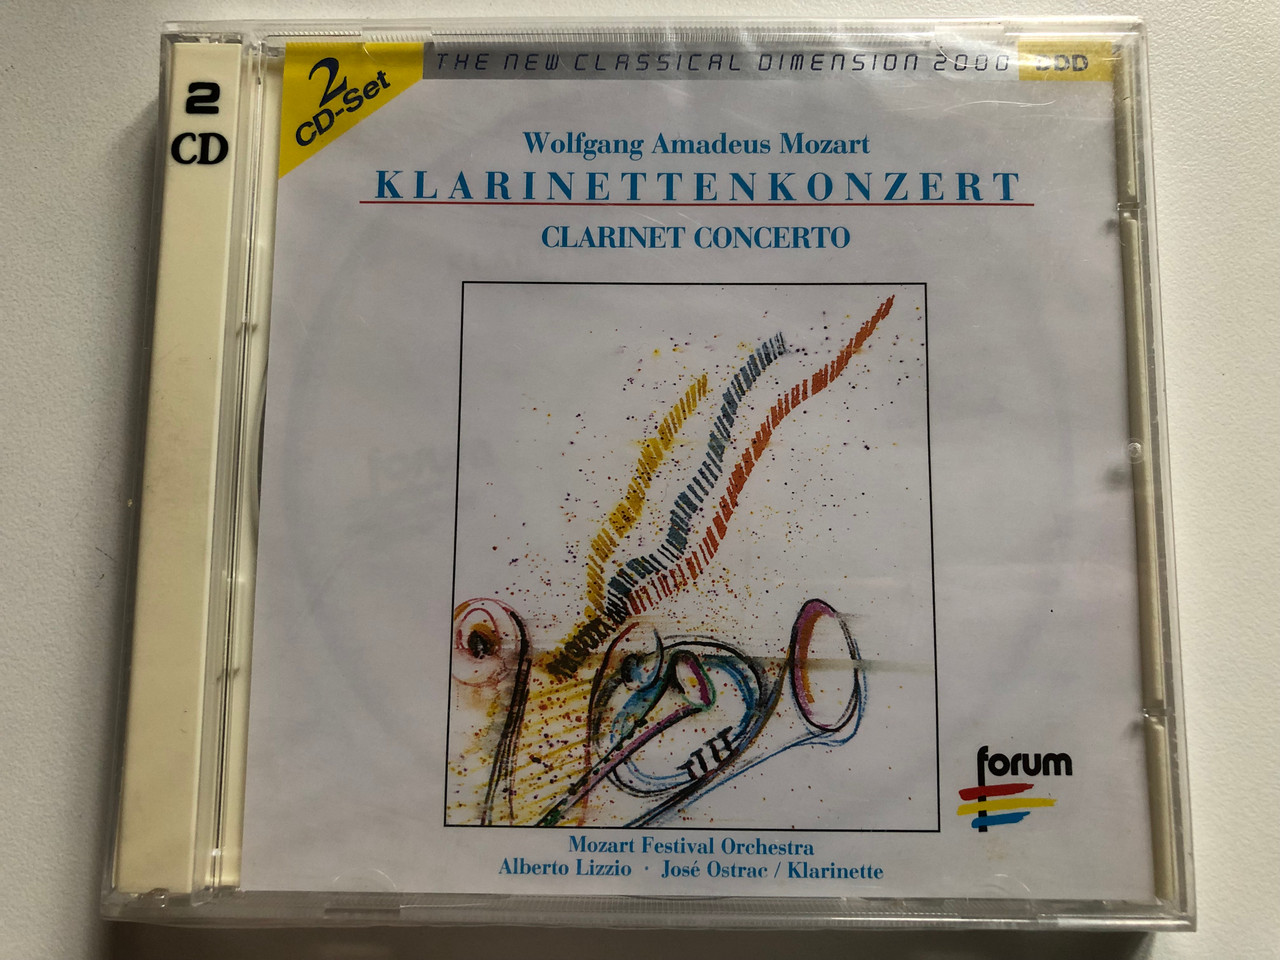 2
CD
2
CD-Set
THE NEW CLASSICAL DIMENSION 2000
DDD
Wolfgang Amadeus Mozart
KLARINETTENKONZERT
CLARINET CONCERTO
forum
Mozart Festival Orchestra
Alberto Lizzio · José Ostrac / Klarinette